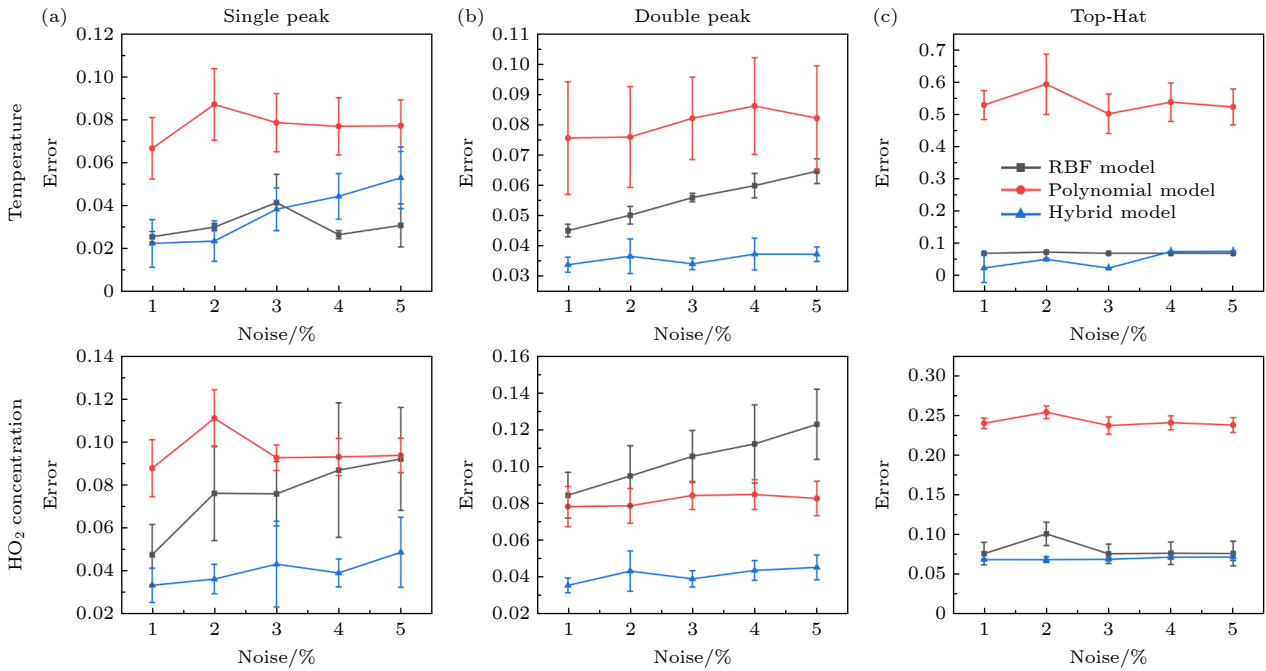 (a) Single peak
Temperature
Error
0.12
0.10
0.08
0.06
0.04
0.02
0
1 2 3 4 5
Noise/%
(b) Double peak
Error
0.11
0.10
0.09
0.08
0.07
0.06
0.05
0.04
0.03
1 2 3 4 5
Noise/%
(c) Top-Hat
Error
0.7
0.6
0.5
0.4
0.3
0.2
0.1
0
RBF model
Polynomial model
Hybrid model
1 2 3 4 5
Noise/%
HO₂ concentration
Error
0.14
0.12
0.10
0.08
0.06
0.04
0.02
1 2 3 4 5
Noise/%
Error
0.16
0.14
0.12
0.10
0.08
0.06
0.04
0.02
1 2 3 4 5
Noise/%
Error
0.30
0.25
0.20
0.15
0.10
0.05
0
1 2 3 4 5
Noise/%